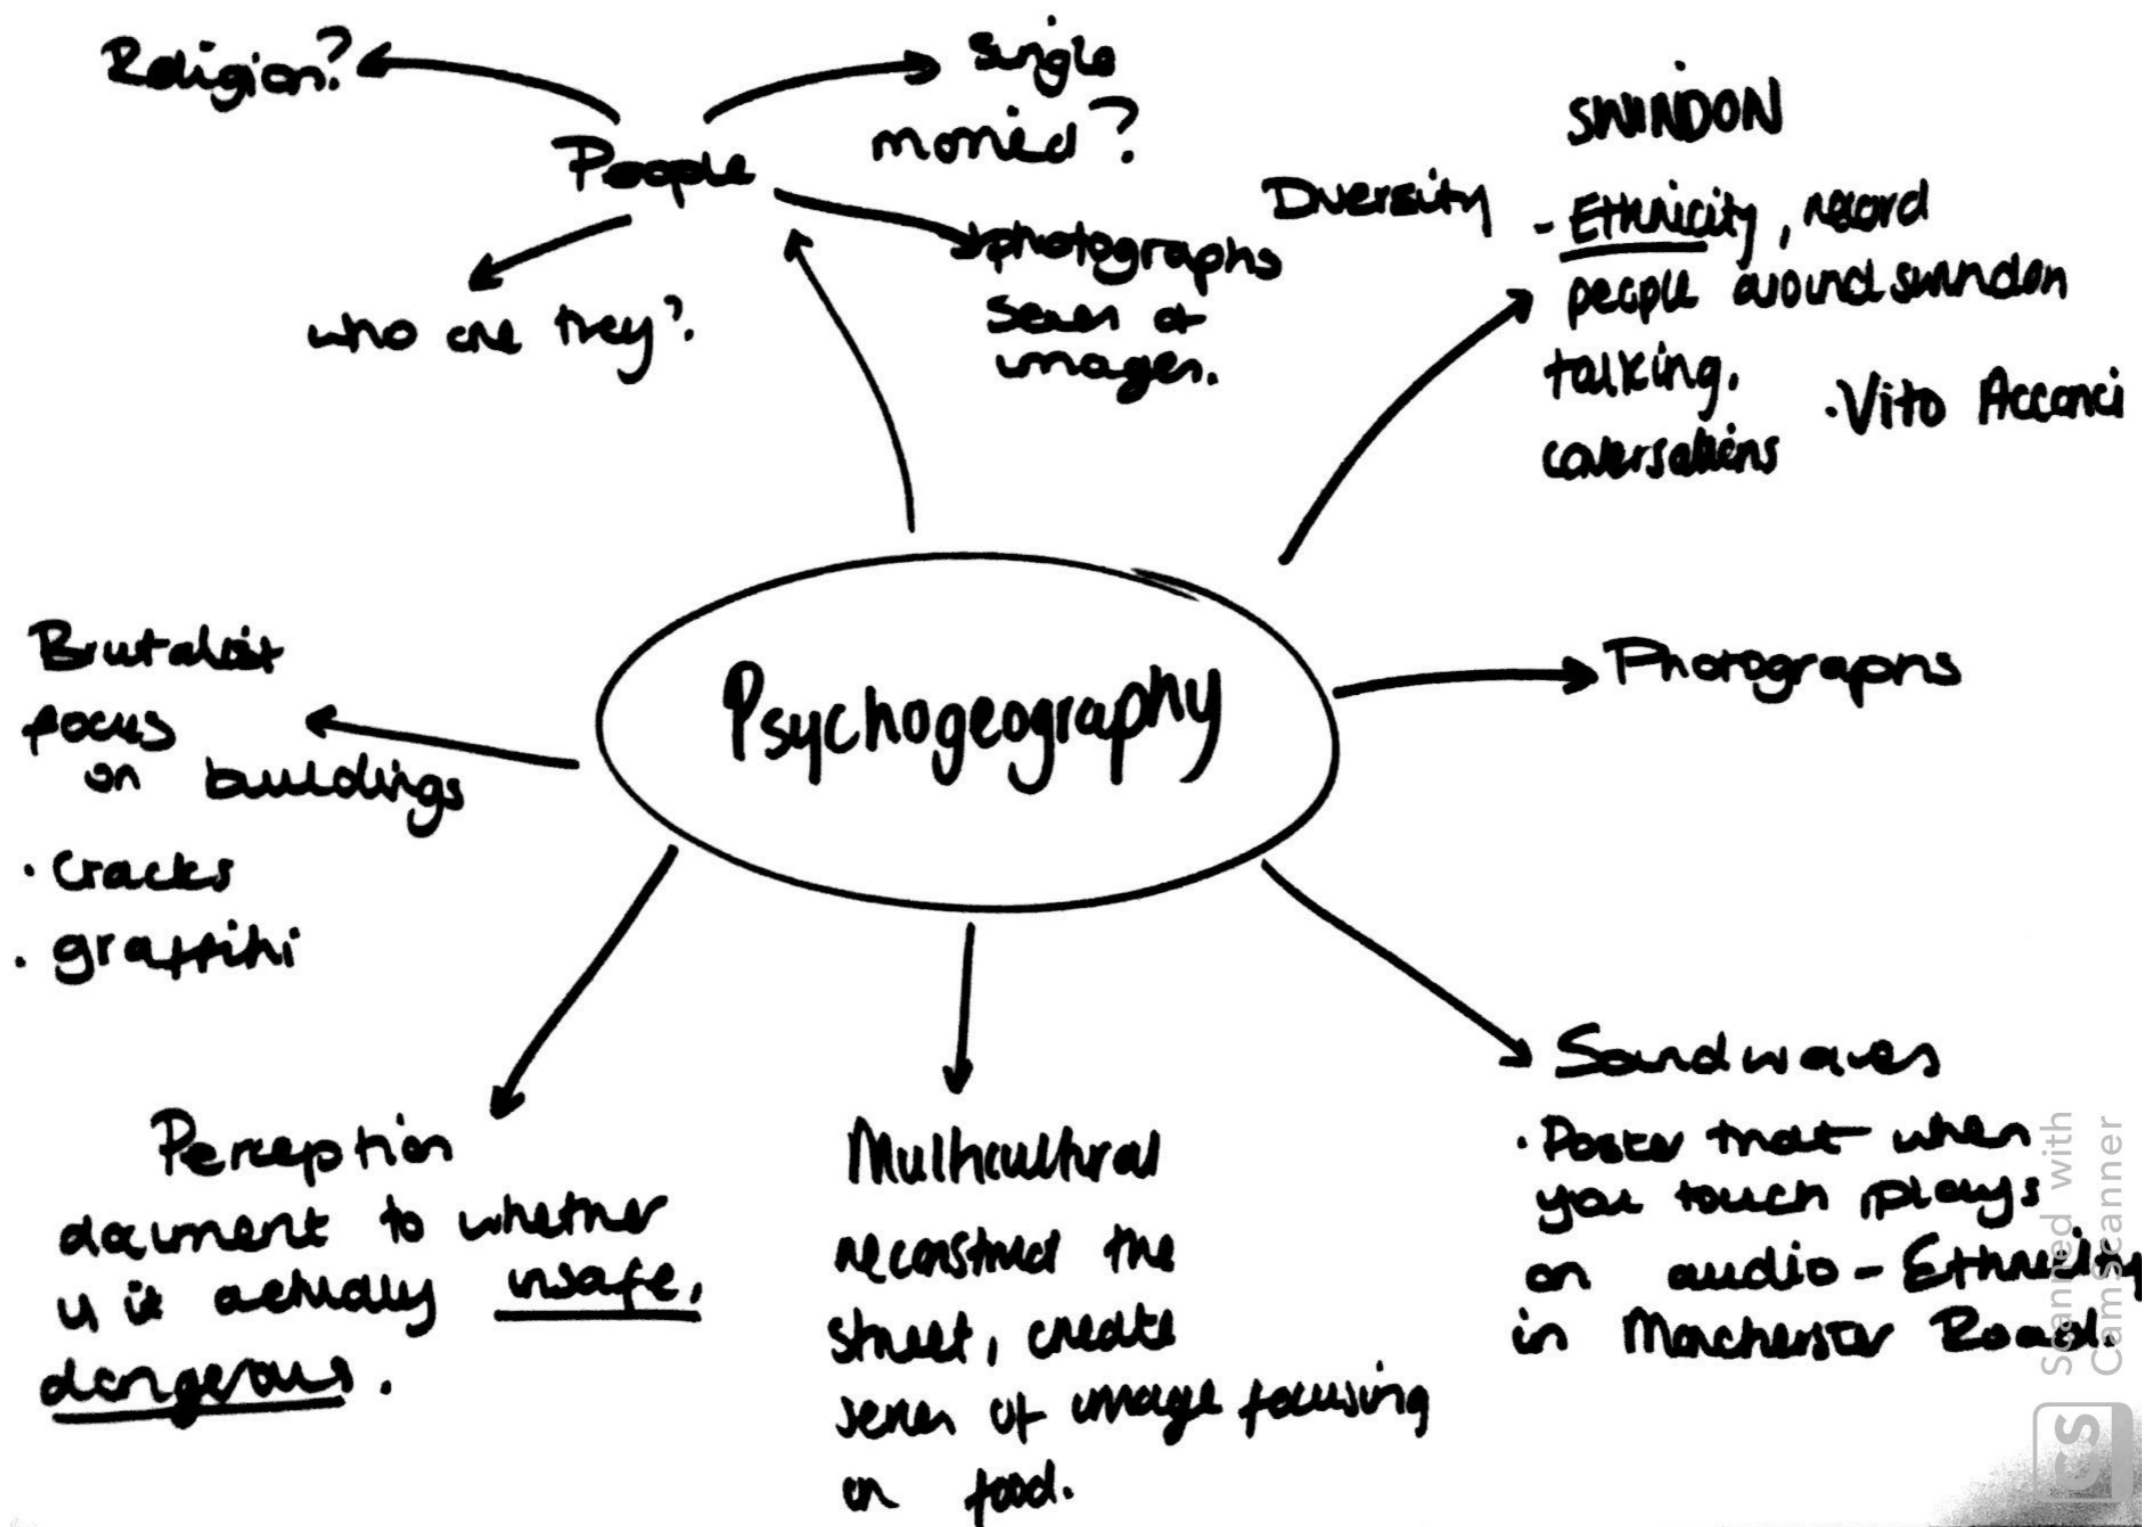 Religion?
People
Single
married?
photographs
series of
images.
who are they?
SWINDON
Diversity
- Ethnicity, record
people around swindon
talking.
coversations
. Vito Acconci
Psychogeography
Photographs
Brutalist
focus
on buildings
. Cracks
. graffiti
Perception
document to whether
it actually unsafe,
dangerous.
Multicultural
reconstruct the
street, create
series of image focusing
on food.
Soundwaves
. Poster that when
you touch plays
an audio - Ethnicity
in Manchester Road.
Scanned with
CamScanner
CS